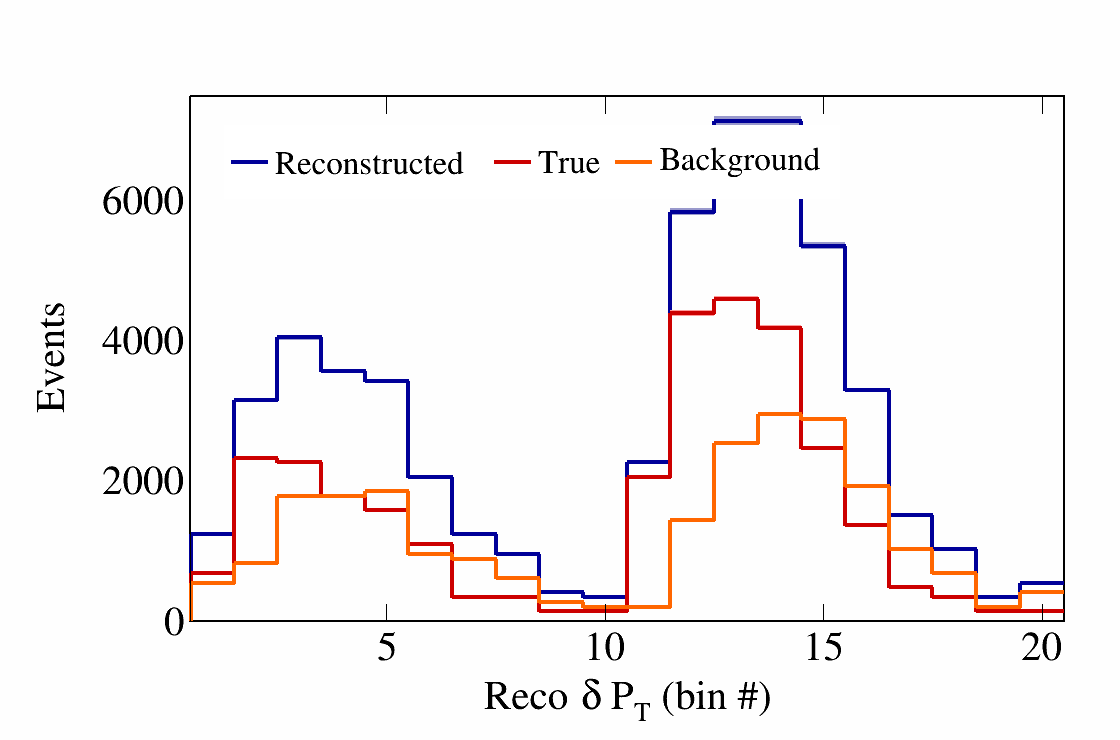 Reconstructed True Background
6000
4000
2000
0
Events
5 10 15 20
Reco δ P_T (bin #)